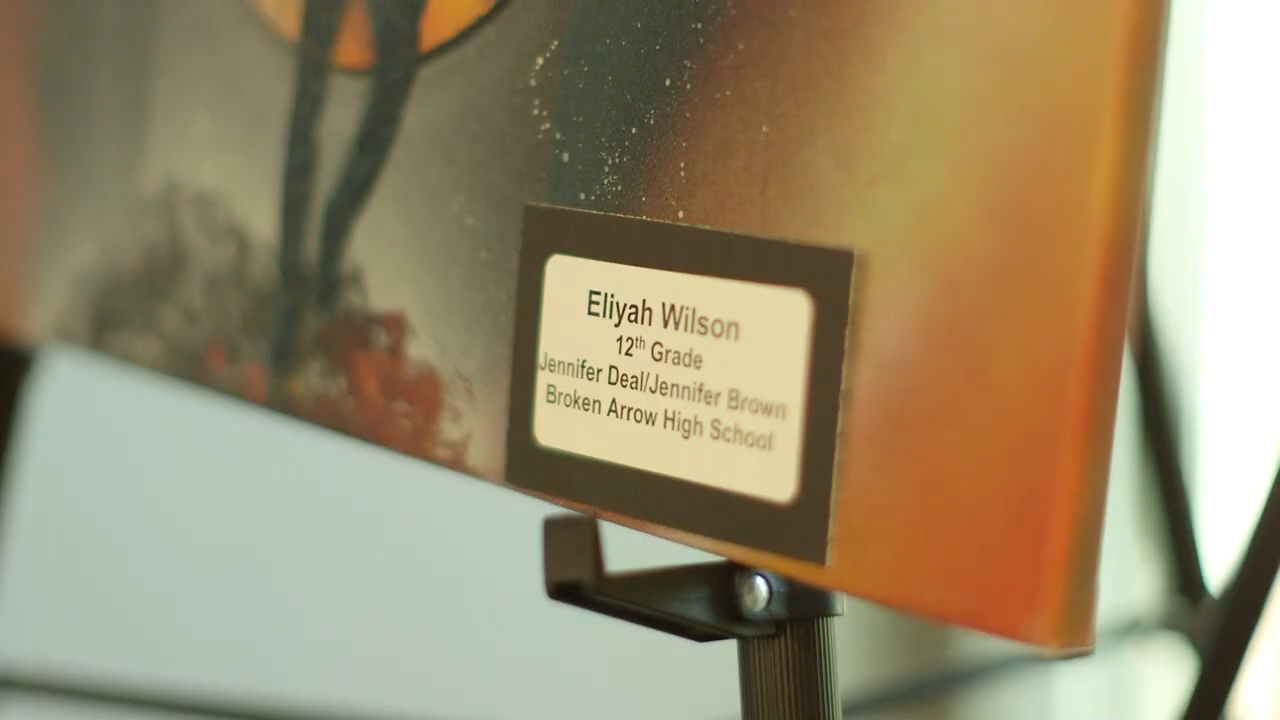 Eliyah Wilson
12th Grade
Jennifer Deal/Jennifer Brown
Broken Arrow High School